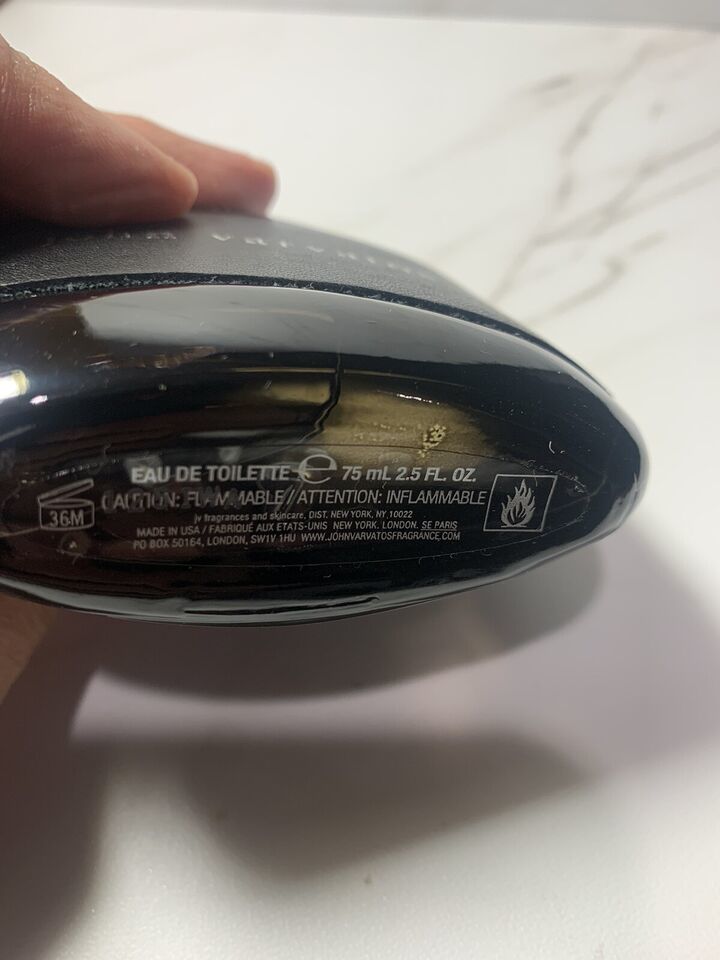 EAU DE TOILETTE ℮ 75 mL 2.5 FL. OZ.
CAUTION: FLAMMABLE / ATTENTION: INFLAMMABLE
36M
jv fragrances and skincare, DIST. NEW YORK, NY, 10022
MADE IN USA / FABRIQUÉ AUX ETATS-UNIS NEW YORK. LONDON. SE PARIS
PO BOX 50164, LONDON, SW1V 1HU WWW.JOHNVARVATOSFRAGRANCE.COM